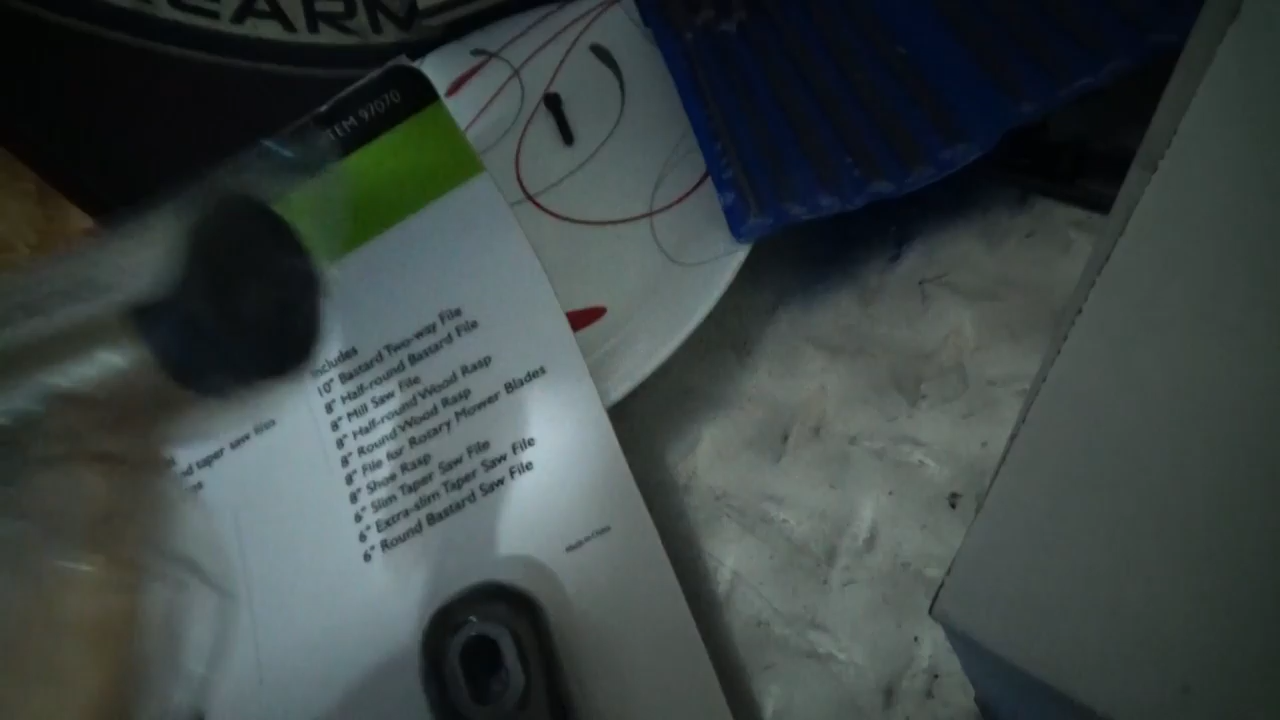 TEM 97070
Includes
10" Bastard Two-way File
8" Half-round Bastard File
8" Mill Saw File
8" Half-round Wood Rasp
8" Round Wood Rasp
8" File for Rotary Mower Blades
8" Shoe Rasp
6" Slim Taper Saw File
6" Extra-slim Taper Saw File
6" Round Bastard Saw File
Made in China
taper saw